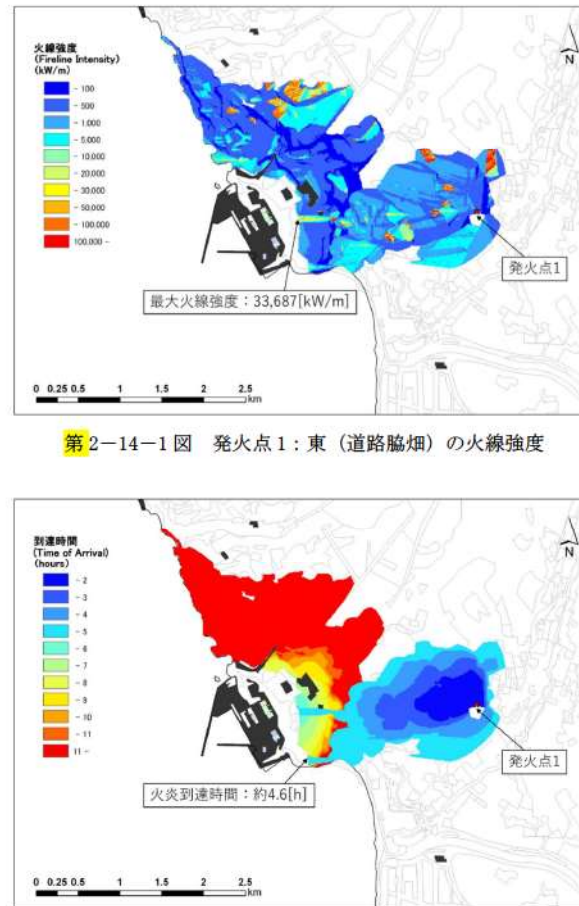 火線強度
(Fireline Intensity)
(kW/m)
- 100
- 500
- 1,000
- 5,000
- 10,000
- 20,000
- 30,000
- 50,000
- 100,000
100,000 -
N
発火点1
最大火線強度：33,687[kW/m]
0 0.25 0.5 1 1.5 2 2.5
km
第2－14－1図 発火点1：東（道路脇畑）の火線強度
到達時間
(Time of Arrival)
(hours)
- 2
- 3
- 4
- 5
- 6
- 7
- 8
- 9
- 10
- 11
11 -
N
発火点1
火炎到達時間：約4.6[h]
0 0.25 0.5 1 1.5 2 2.5
km